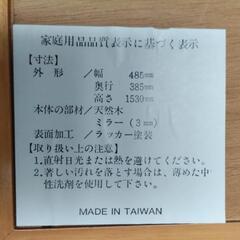 家庭用品品質表示に基づく表示
【寸法】
外 形 ／幅 485mm
奥行 385mm
高さ 1530mm
本体の部材／天然木
ミラー（3mm）
表面加工／ラッカー塗装
【取り扱い上の注意】
1.直射日光または熱を避けてください。
2.著しい汚れを落とす場合は、薄めた中
性洗剤を使用して下さい。
MADE IN TAIWAN